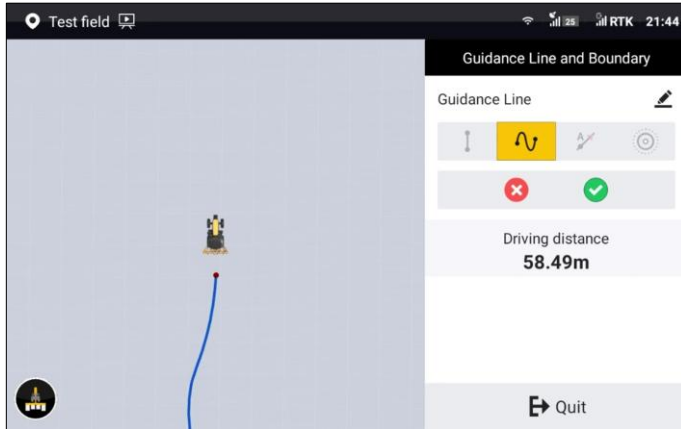 Test field
25 RTK 21:44
Guidance Line and Boundary
Guidance Line
A
Driving distance
58.49m
Quit